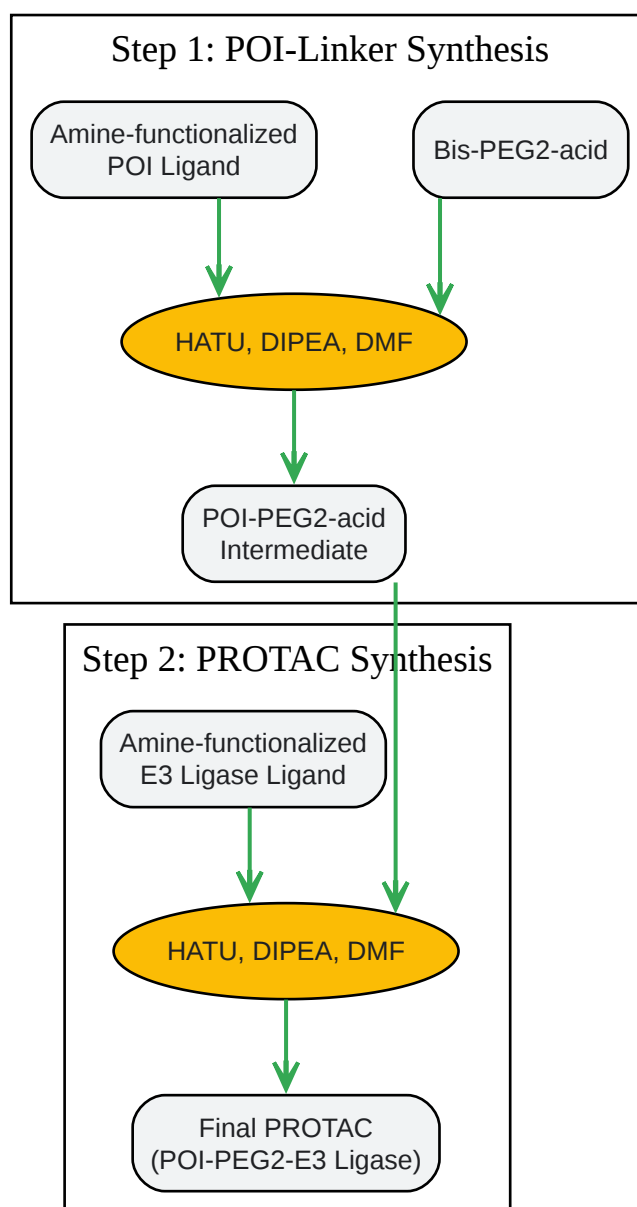 Step 1: POI-Linker Synthesis
Amine-functionalized
POI Ligand
Bis-PEG2-acid
HATU, DIPEA, DMF
POI-PEG2-acid
Intermediate
Step 2: PROTAC Synthesis
Amine-functionalized
E3 Ligase Ligand
HATU, DIPEA, DMF
Final PROTAC
(POI-PEG2-E3 Ligase)